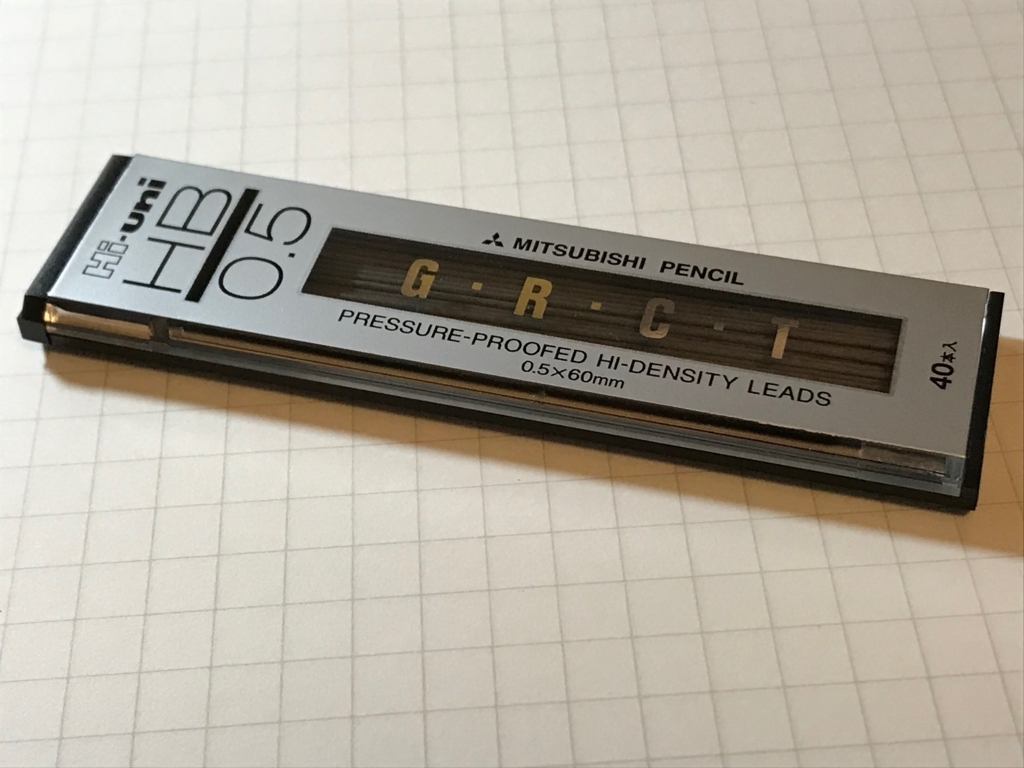 Hi-uni
HB
0.5
MITSUBISHI PENCIL
G·R·C·T
PRESSURE-PROOFED HI-DENSITY LEADS
0.5×60mm
40本入